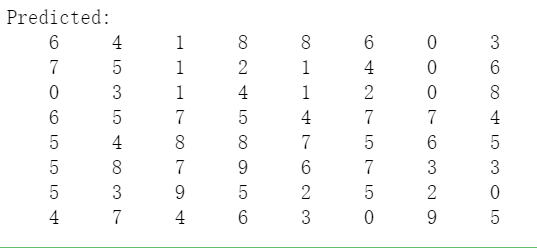 Predicted:
6 4 1 8 8 6 0 3
7 5 1 2 1 4 0 6
0 3 1 4 1 2 0 8
6 5 7 5 4 7 7 4
5 4 8 8 7 5 6 5
5 8 7 9 6 7 3 3
5 3 9 5 2 5 2 0
4 7 4 6 3 0 9 5